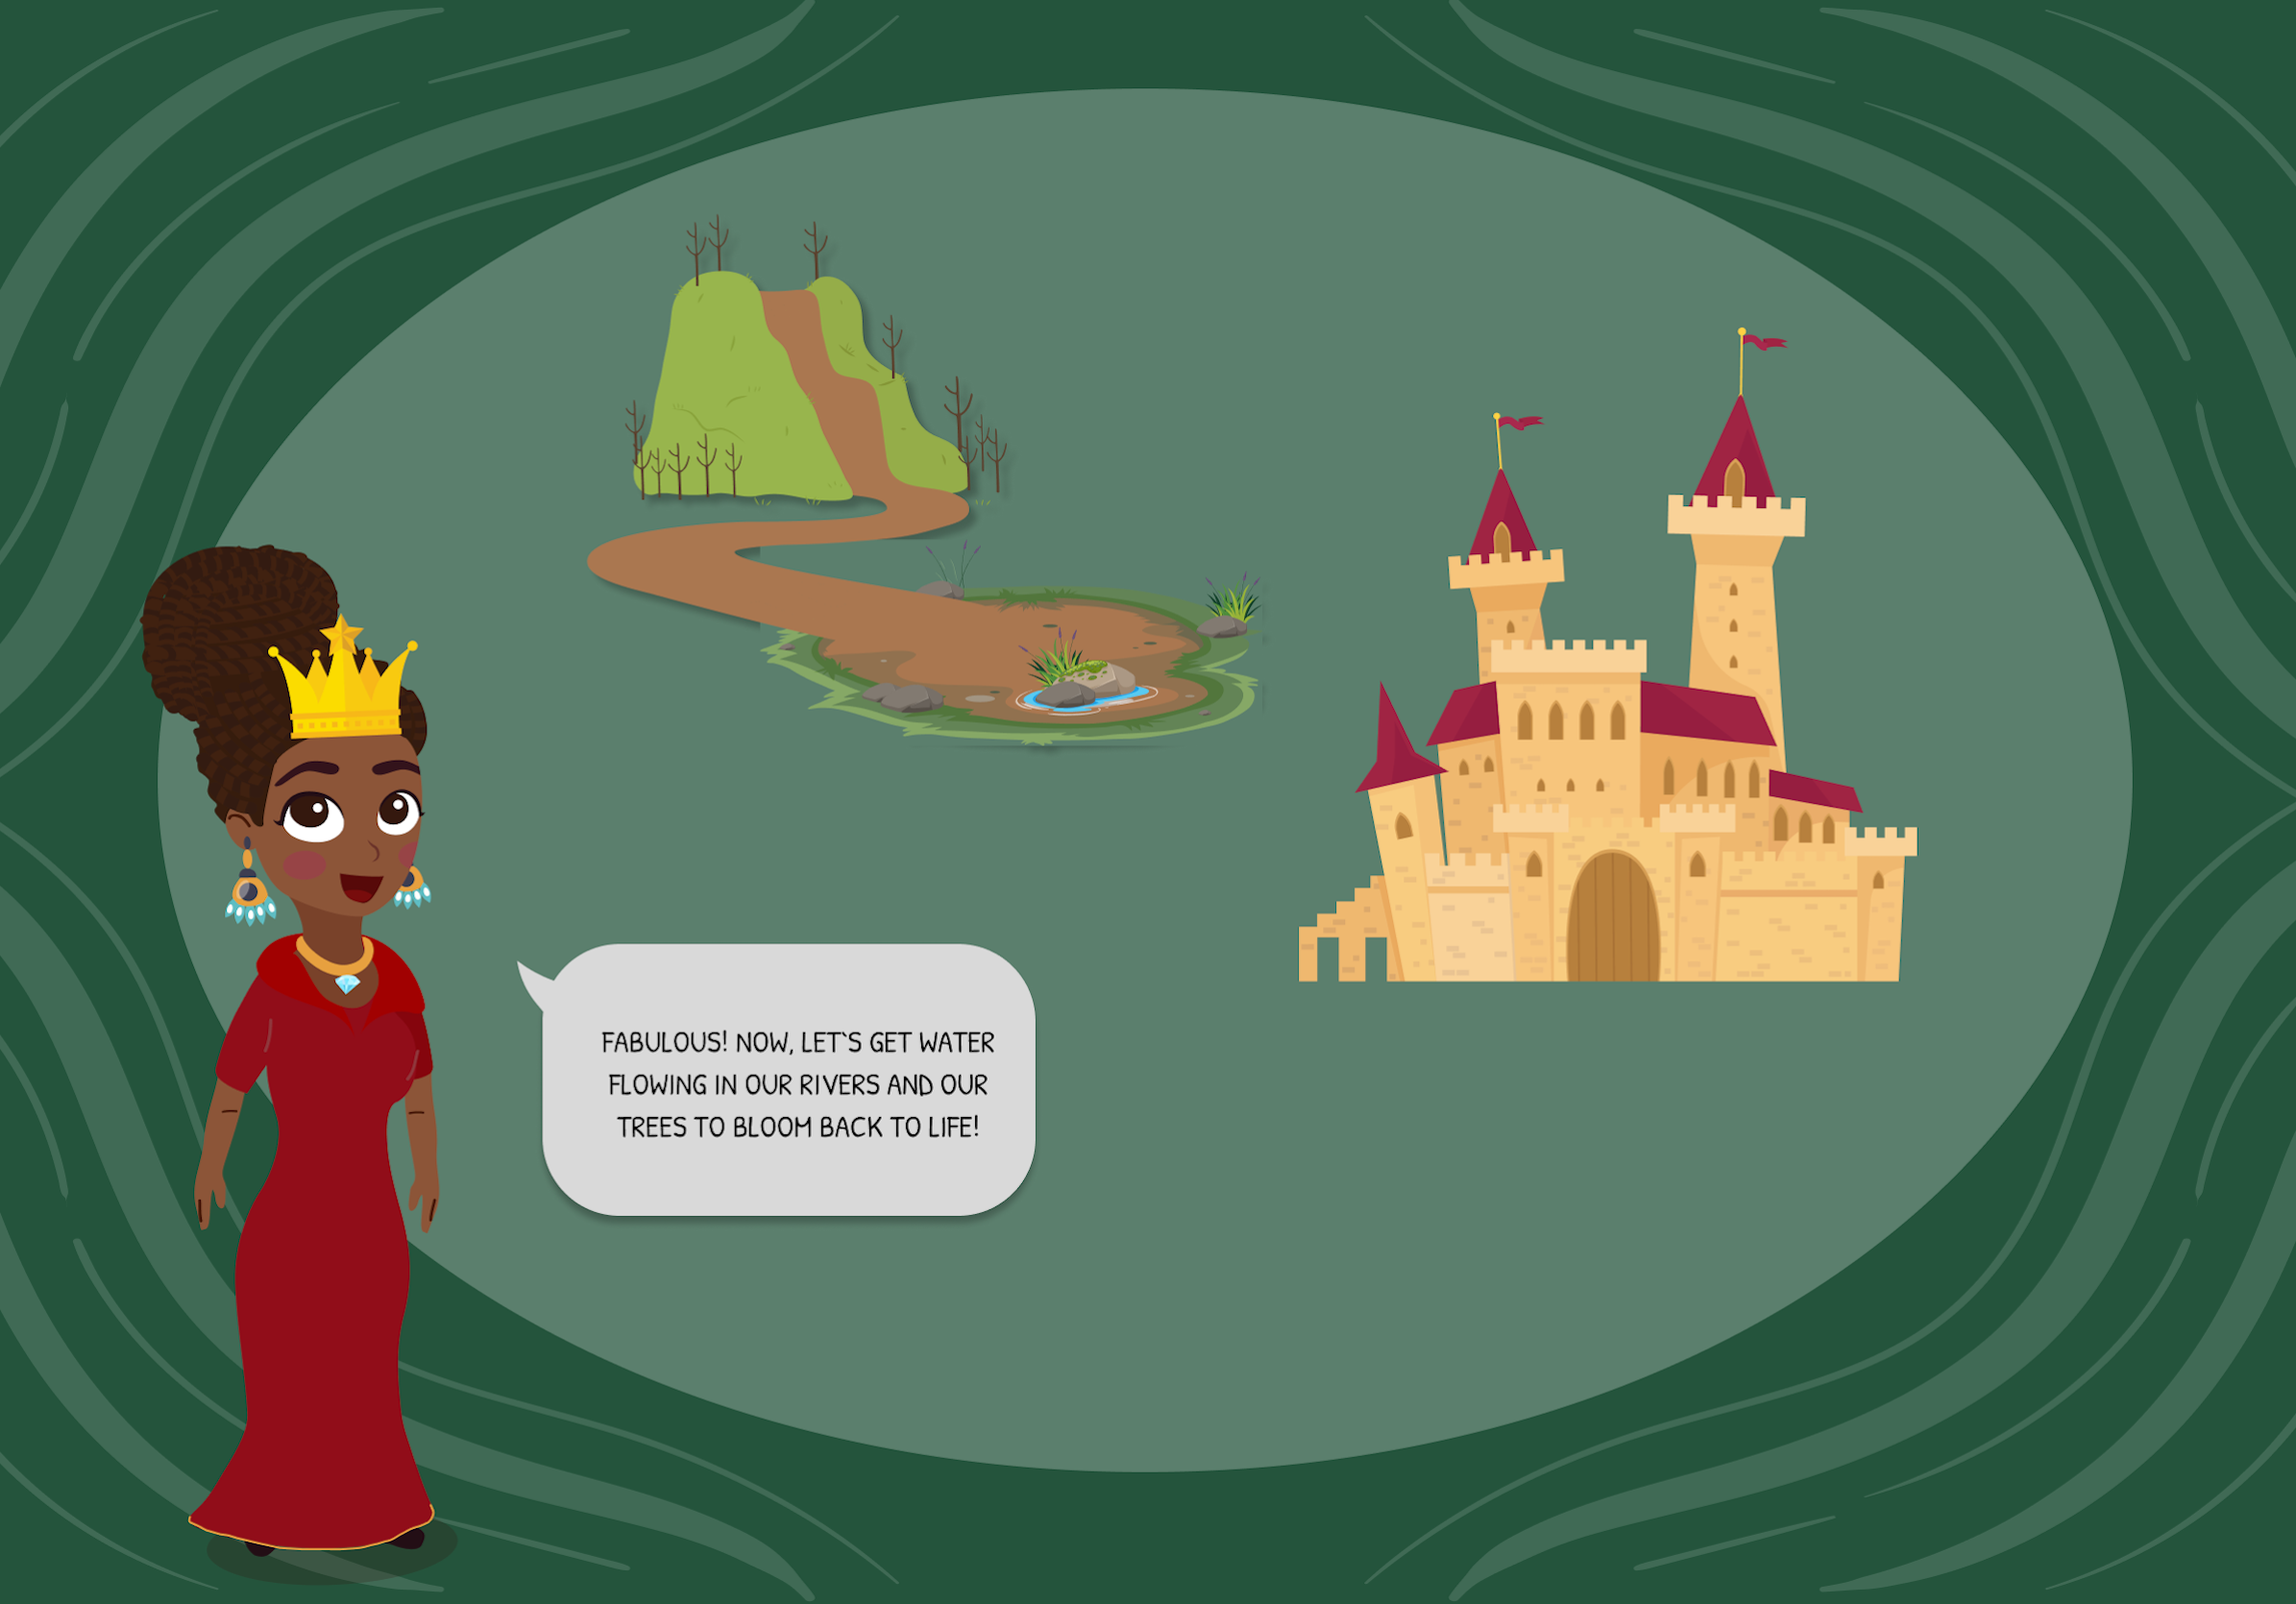 FABULOUS! NOW, LET`S GET WATER
FLOWING IN OUR RIVERS AND OUR
TREES TO BLOOM BACK TO LIFE!